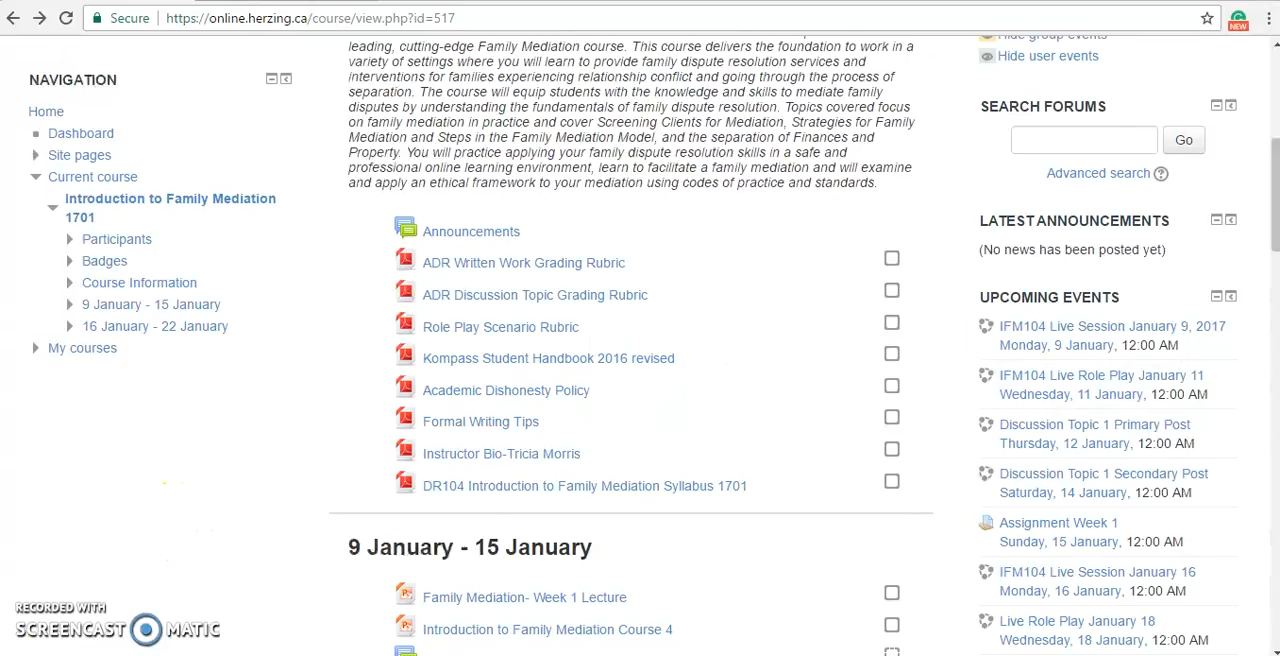 Secure | https://online.herzing.ca/course/view.php?id=517
NEW
NAVIGATION
Home
Dashboard
Site pages
Current course
Introduction to Family Mediation
1701
Participants
Badges
Course Information
9 January - 15 January
16 January - 22 January
My courses
leading, cutting-edge Family Mediation course. This course delivers the foundation to work in a
variety of settings where you will learn to provide family dispute resolution services and
interventions for families experiencing relationship conflict and going through the process of
separation. The course will equip students with the knowledge and skills to mediate family
disputes by understanding the fundamentals of family dispute resolution. Topics covered focus
on family mediation in practice and cover Screening Clients for Mediation, Strategies for Family
Mediation and Steps in the Family Mediation Model, and the separation of Finances and
Property. You will practice applying your family dispute resolution skills in a safe and
professional online learning environment, learn to facilitate a family mediation and will examine
and apply an ethical framework to your mediation using codes of practice and standards.
Announcements
ADR Written Work Grading Rubric
ADR Discussion Topic Grading Rubric
Role Play Scenario Rubric
Kompass Student Handbook 2016 revised
Academic Dishonesty Policy
Formal Writing Tips
Instructor Bio-Tricia Morris
DR104 Introduction to Family Mediation Syllabus 1701
9 January - 15 January
Family Mediation- Week 1 Lecture
Introduction to Family Mediation Course 4
Hide group events
Hide user events
SEARCH FORUMS
Go
Advanced search ?
LATEST ANNOUNCEMENTS
(No news has been posted yet)
UPCOMING EVENTS
IFM104 Live Session January 9, 2017
Monday, 9 January, 12:00 AM
IFM104 Live Role Play January 11
Wednesday, 11 January, 12:00 AM
Discussion Topic 1 Primary Post
Thursday, 12 January, 12:00 AM
Discussion Topic 1 Secondary Post
Saturday, 14 January, 12:00 AM
Assignment Week 1
Sunday, 15 January, 12:00 AM
IFM104 Live Session January 16
Monday, 16 January, 12:00 AM
Live Role Play January 18
Wednesday, 18 January, 12:00 AM
RECORDED WITH
SCREENCAST MATIC